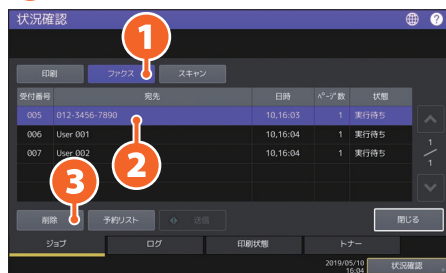 状況確認
1
印刷 ファクス スキャン
受付番号 宛先 日時 ページ数 状態
005 012-3456-7890 10,16:03 1 実行待ち
006 User 001 10,16:04 1 実行待ち
007 User 002 10,16:04 1 実行待ち
1
1
2
3
削除 予約リスト 送信 閉じる
ジョブ ログ 印刷状態 トナー
2019/05/10
16:04
状況確認